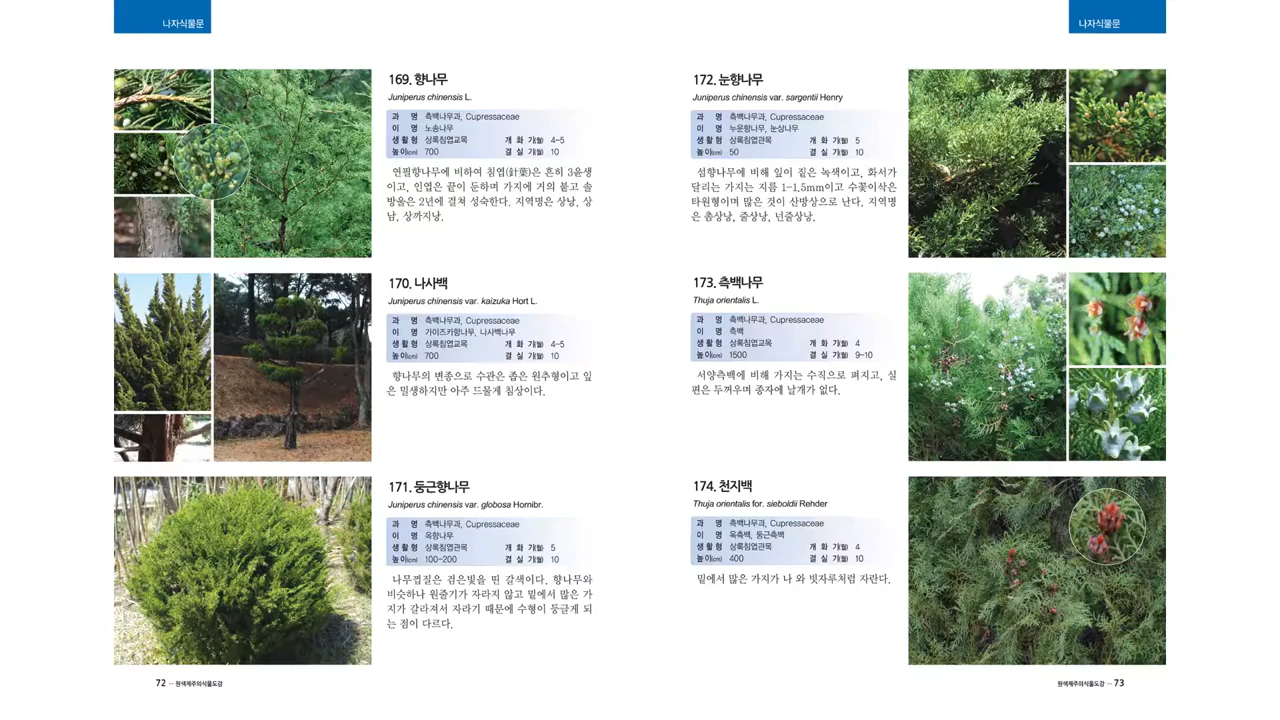 나자식물문
169. 향나무
Juniperus chinensis L.
과 명 측백나무과, Cupressaceae
이 명 노송나무
생 활 형 상록침엽교목 개 화 기(월) 4-5
높 이(cm) 700 결 실 기(월) 10
연필향나무에 비하여 침엽(針葉)은 흔히 3윤생
이고, 인엽은 끝이 둔하며 가지에 거의 붙고 솔
방울은 2년에 걸쳐 성숙한다. 지역명은 상낭, 상
남, 상까지낭.
170. 나사백
Juniperus chinensis var. kaizuka Hort L.
과 명 측백나무과, Cupressaceae
이 명 가이즈카향나무, 나사백나무
생 활 형 상록침엽교목 개 화 기(월) 4-5
높 이(cm) 700 결 실 기(월) 10
향나무의 변종으로 수관은 좁은 원추형이고 잎
은 밀생하지만 아주 드물게 침상이다.
171. 둥근향나무
Juniperus chinensis var. globosa Hornibr.
과 명 측백나무과, Cupressaceae
이 명 옥향나무
생 활 형 상록침엽관목 개 화 기(월) 5
높 이(cm) 100-200 결 실 기(월) 10
나무껍질은 검은빛을 띤 갈색이다. 향나무와
비슷하나 원줄기가 자라지 않고 밑에서 많은 가
지가 갈라져서 자라기 때문에 수형이 둥글게 되
는 점이 다르다.
72 ··· 원색제주의식물도감
나자식물문
172. 눈향나무
Juniperus chinensis var. sargentii Henry
과 명 측백나무과, Cupressaceae
이 명 누운향나무, 눈상나무
생 활 형 상록침엽관목 개 화 기(월) 5
높 이(cm) 50 결 실 기(월) 10
섬향나무에 비해 잎이 짙은 녹색이고, 화서가
달리는 가지는 지름 1-1.5mm이고 수꽃이삭은
타원형이며 많은 것이 산방상으로 난다. 지역명
은 촘상낭, 줄상낭, 넌줄상낭.
173. 측백나무
Thuja orientalis L.
과 명 측백나무과, Cupressaceae
이 명 측백
생 활 형 상록침엽교목 개 화 기(월) 4
높 이(cm) 1500 결 실 기(월) 9-10
서양측백에 비해 가지는 수직으로 퍼지고, 실
편은 두꺼우며 종자에 날개가 없다.
174. 천지백
Thuja orientalis for. sieboldii Rehder
과 명 측백나무과, Cupressaceae
이 명 옥측백, 둥근측백
생 활 형 상록침엽관목 개 화 기(월) 4
높 이(cm) 400 결 실 기(월) 10
밑에서 많은 가지가 나 와 빗자루처럼 자란다.
원색제주의식물도감 ··· 73